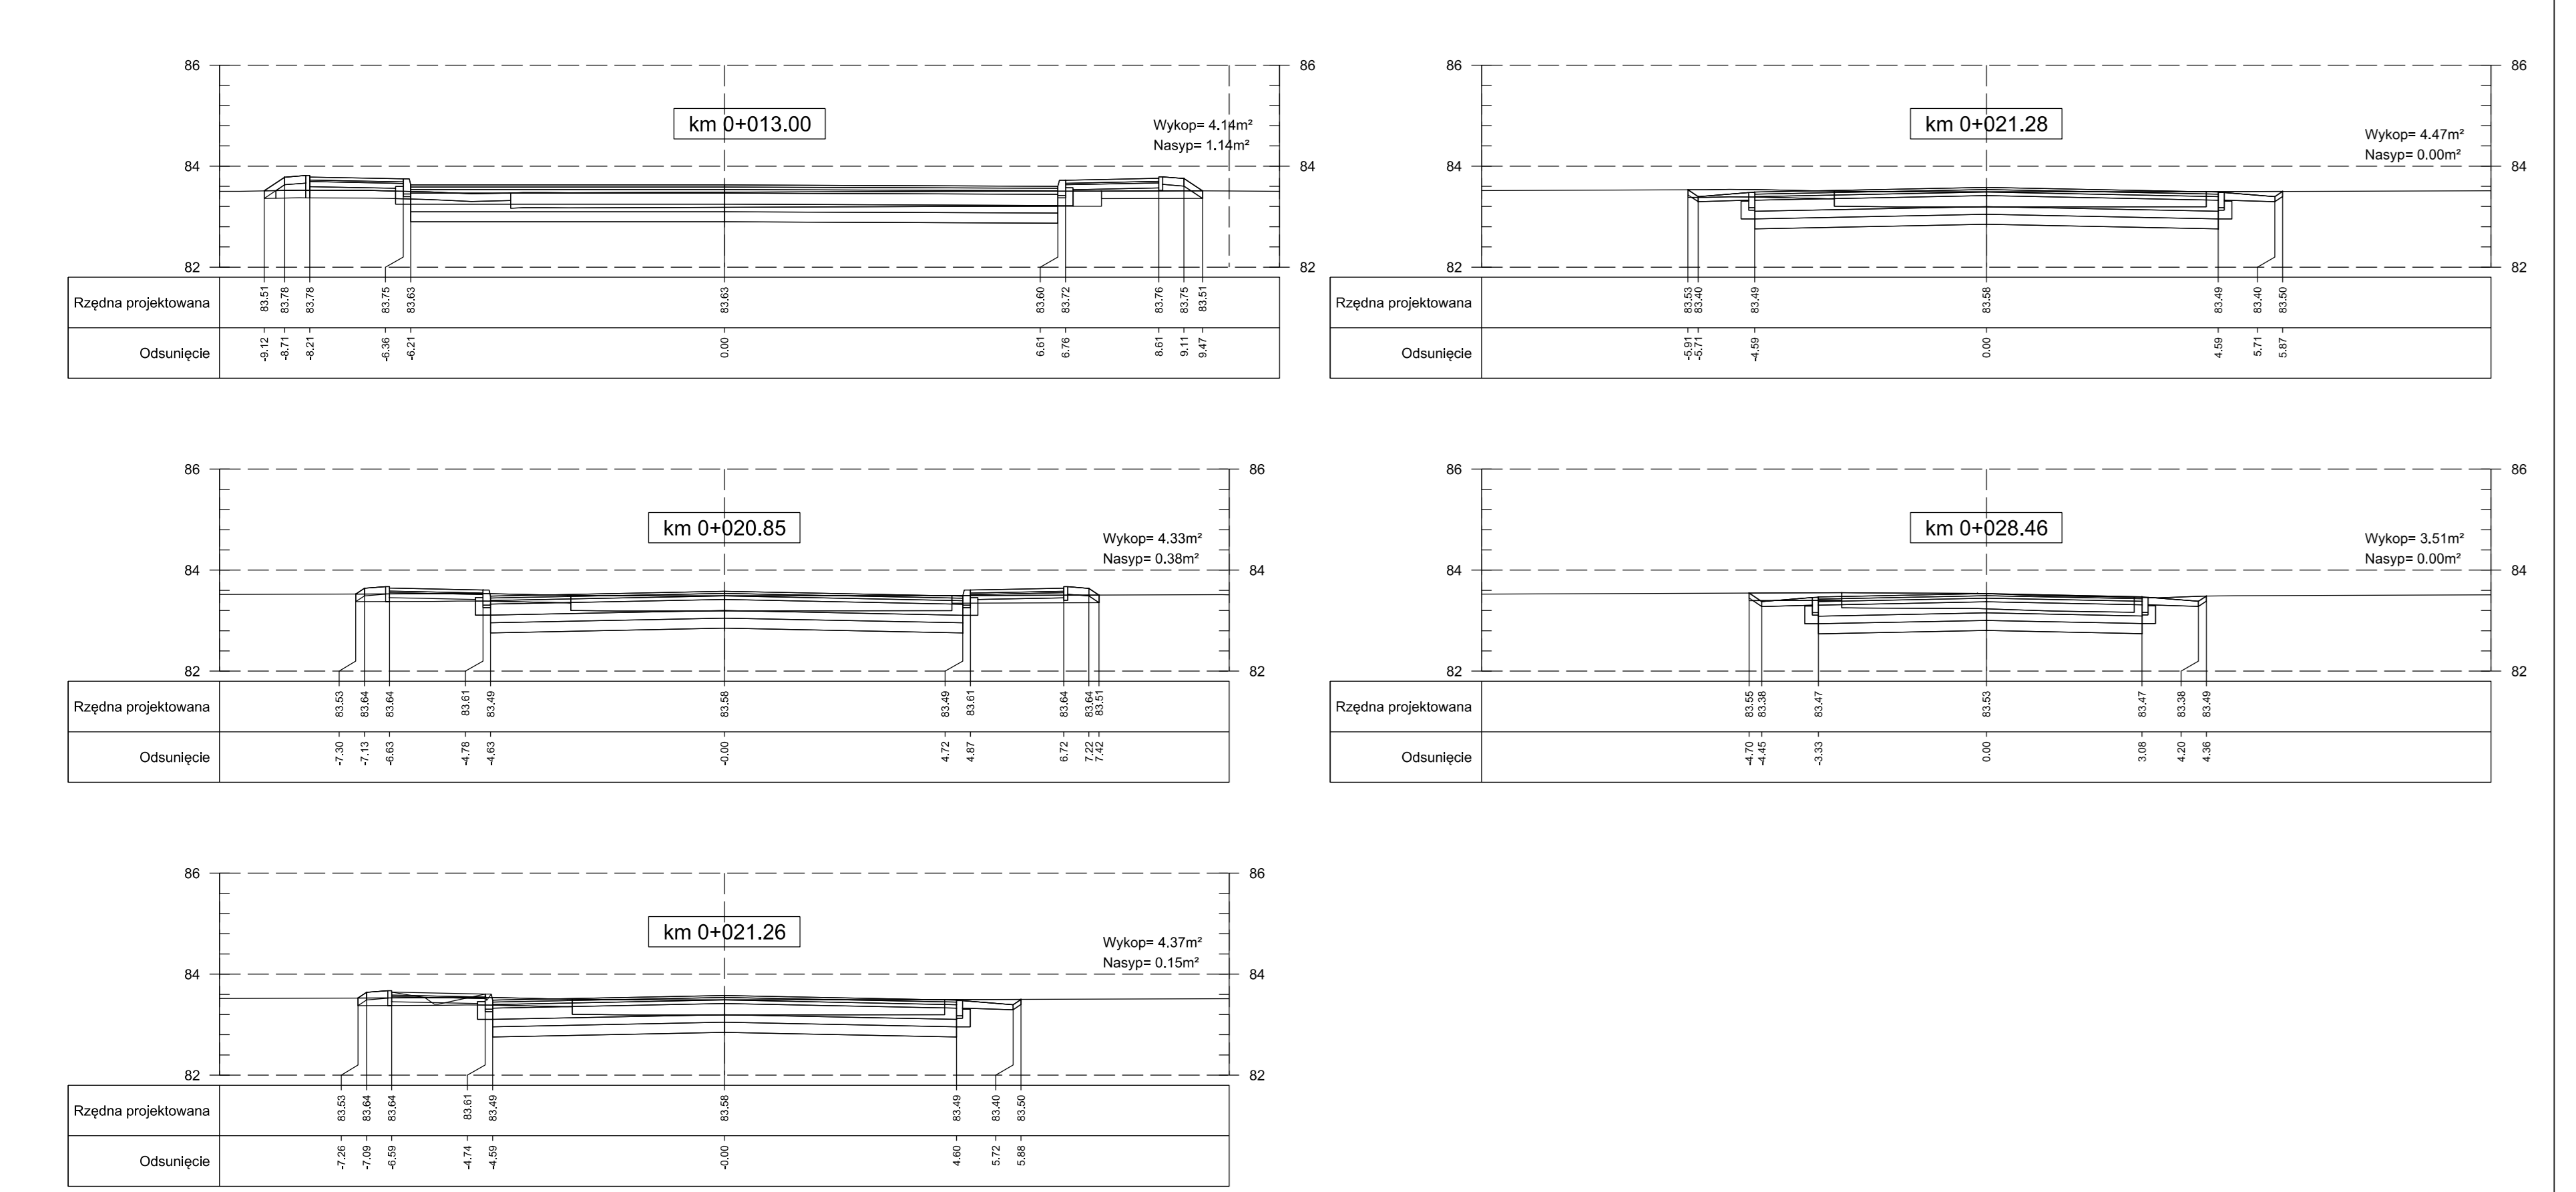 86
86
km 0+013.00
Wykop= 4.14m²
Nasyp= 1.14m²
84
84
82
82
Rzędna projektowana
83.51 83.78 83.78 83.75 83.63 83.63 83.60 83.72 83.76 83.75 83.51
Odsunięcie
-9.12 -8.71 -8.21 -6.36 -6.21 0.00 6.61 6.76 8.61 9.11 9.47
86
86
km 0+021.28
Wykop= 4.47m²
Nasyp= 0.00m²
84
84
82
82
Rzędna projektowana
83.53 83.40 83.49 83.58 83.49 83.40 83.50
Odsunięcie
-5.91 -5.71 -4.59 0.00 4.59 5.71 5.87
86
86
km 0+020.85
Wykop= 4.33m²
Nasyp= 0.38m²
84
84
82
82
Rzędna projektowana
83.53 83.64 83.64 83.61 83.49 83.58 83.49 83.61 83.64 83.64 83.51
Odsunięcie
-7.30 -7.13 -6.63 -4.78 -4.63 -0.00 4.72 4.87 6.72 7.22 7.42
86
86
km 0+028.46
Wykop= 3.51m²
Nasyp= 0.00m²
84
84
82
82
Rzędna projektowana
83.55 83.38 83.47 83.53 83.47 83.38 83.49
Odsunięcie
-4.70 -4.45 -3.33 0.00 3.08 4.20 4.36
86
86
km 0+021.26
Wykop= 4.37m²
Nasyp= 0.15m²
84
84
82
82
Rzędna projektowana
83.53 83.64 83.64 83.61 83.49 83.58 83.49 83.40 83.50
Odsunięcie
-7.26 -7.09 -6.59 -4.74 -4.59 -0.00 4.60 5.72 5.88